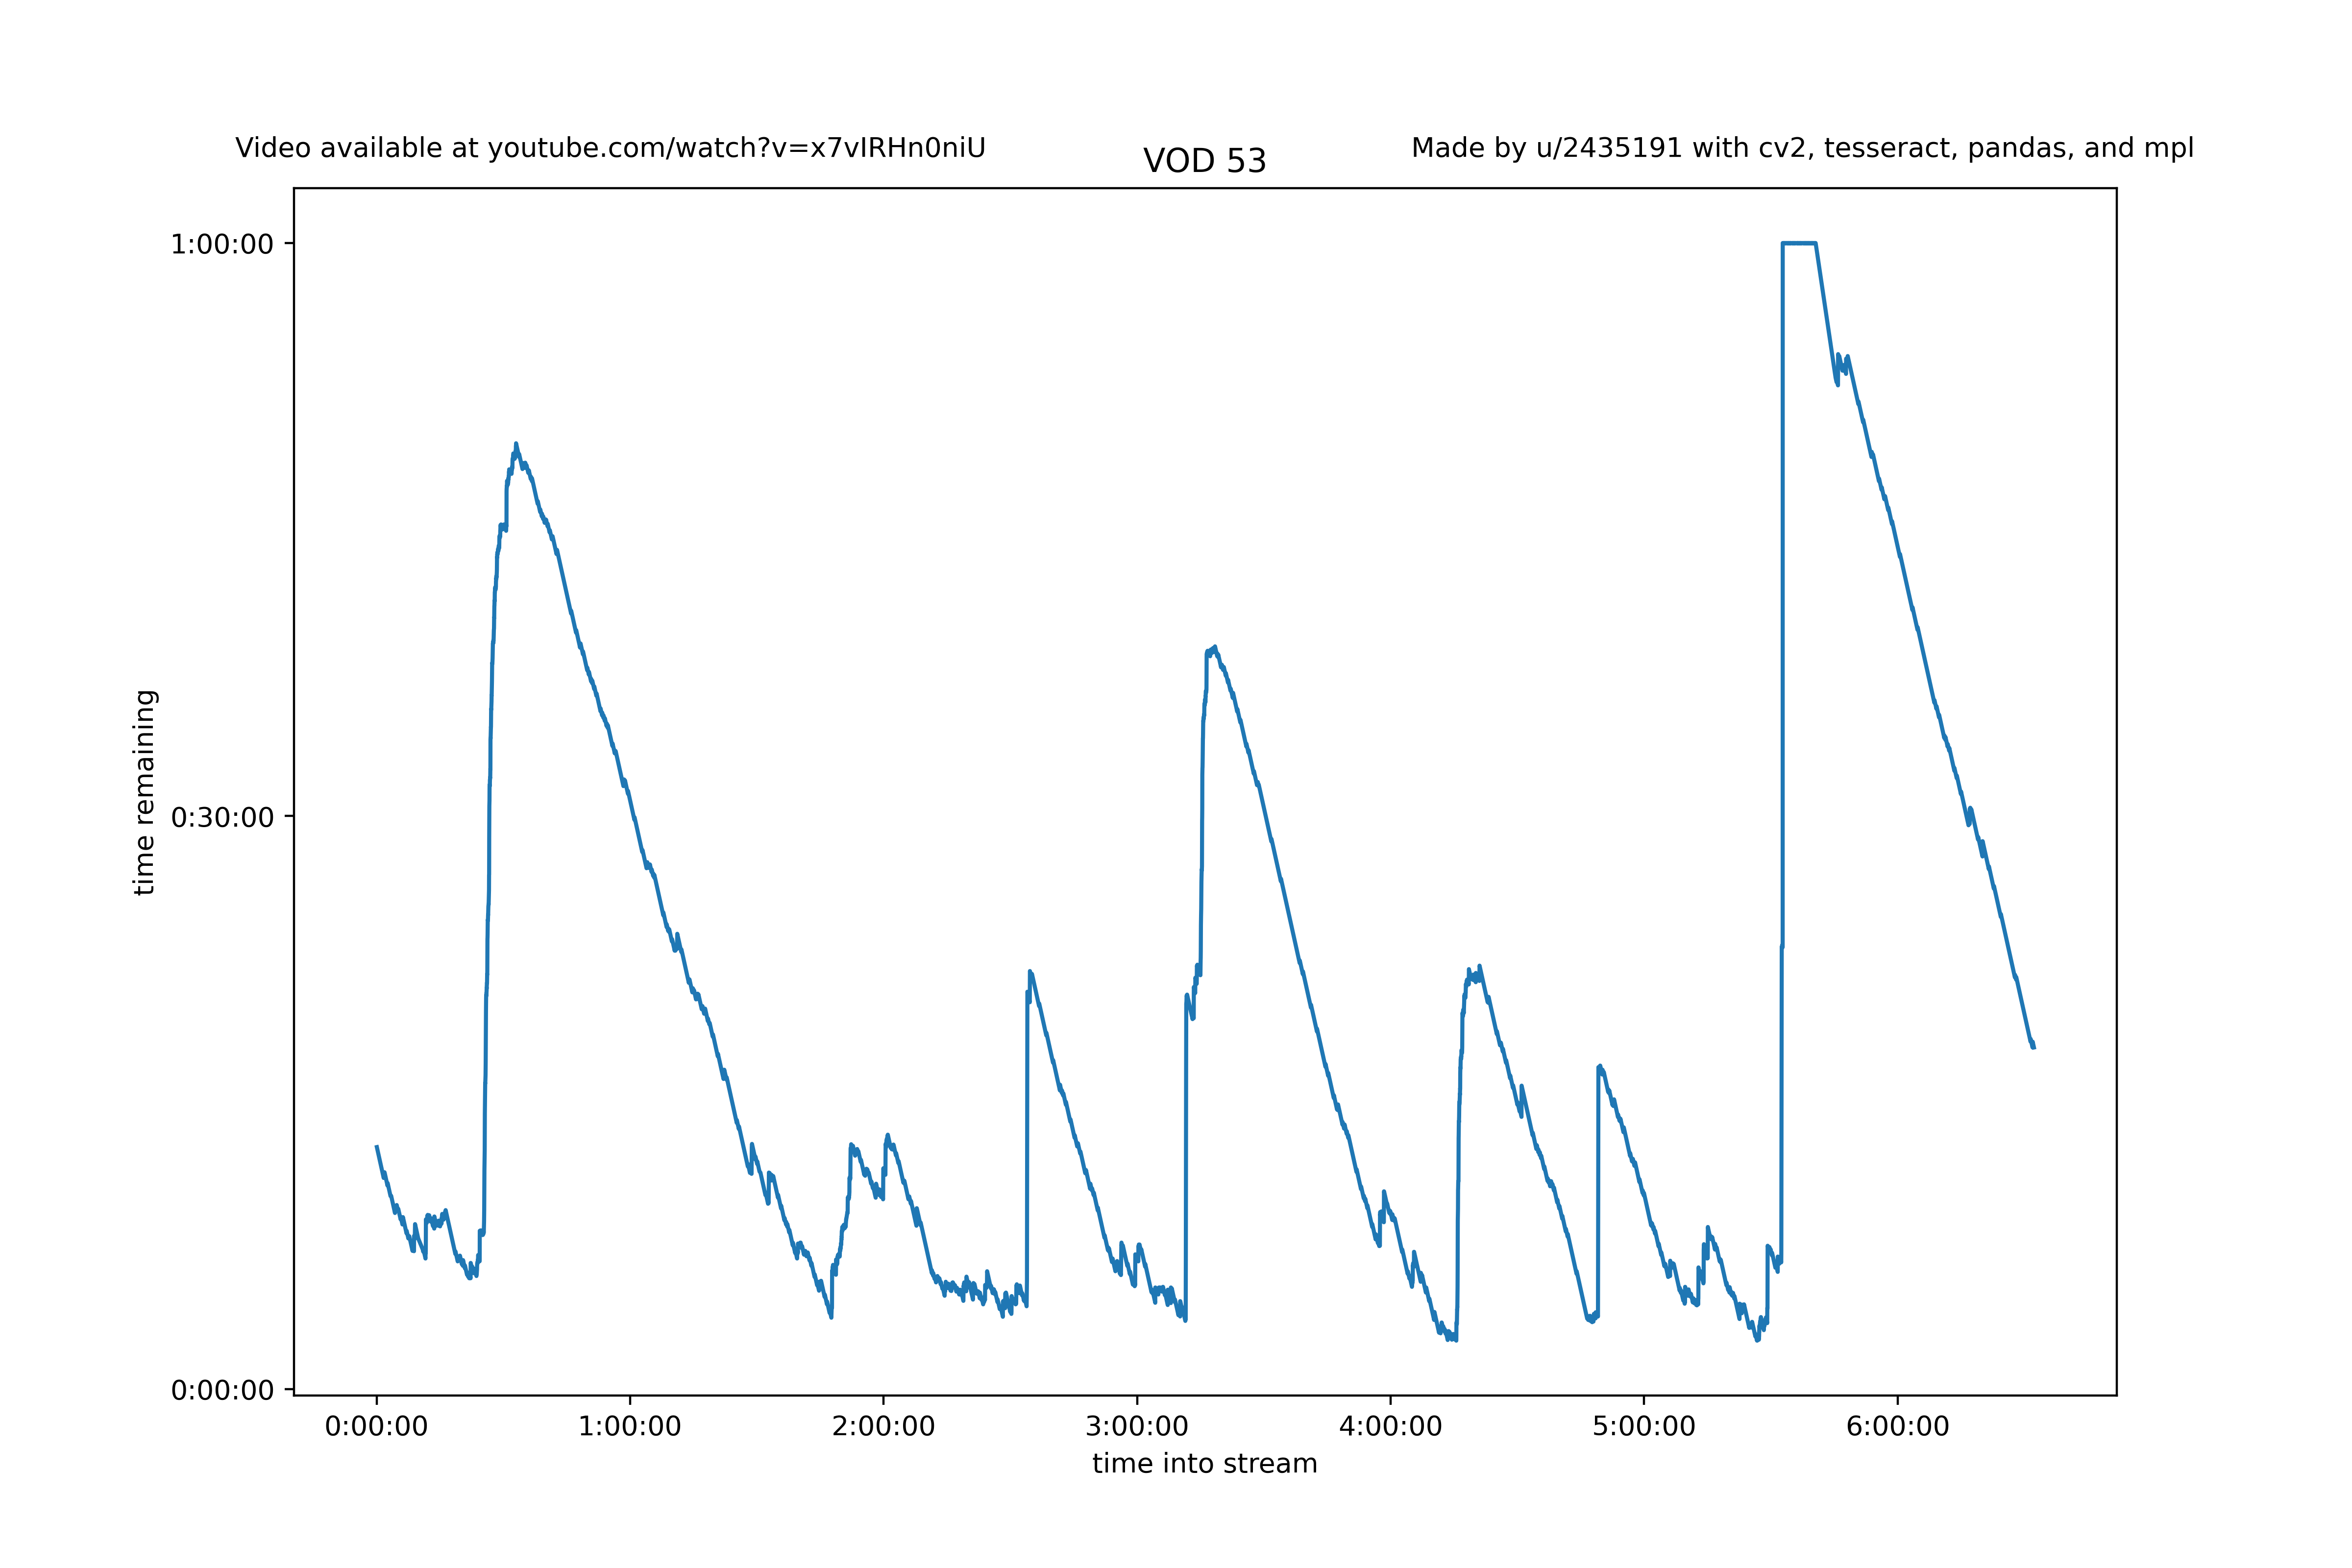 Video available at youtube.com/watch?v=x7vIRHn0niU
VOD 53
Made by u/2435191 with cv2, tesseract, pandas, and mpl
1:00:00
0:30:00
0:00:00
time remaining
0:00:00 1:00:00 2:00:00 3:00:00 4:00:00 5:00:00 6:00:00
time into stream